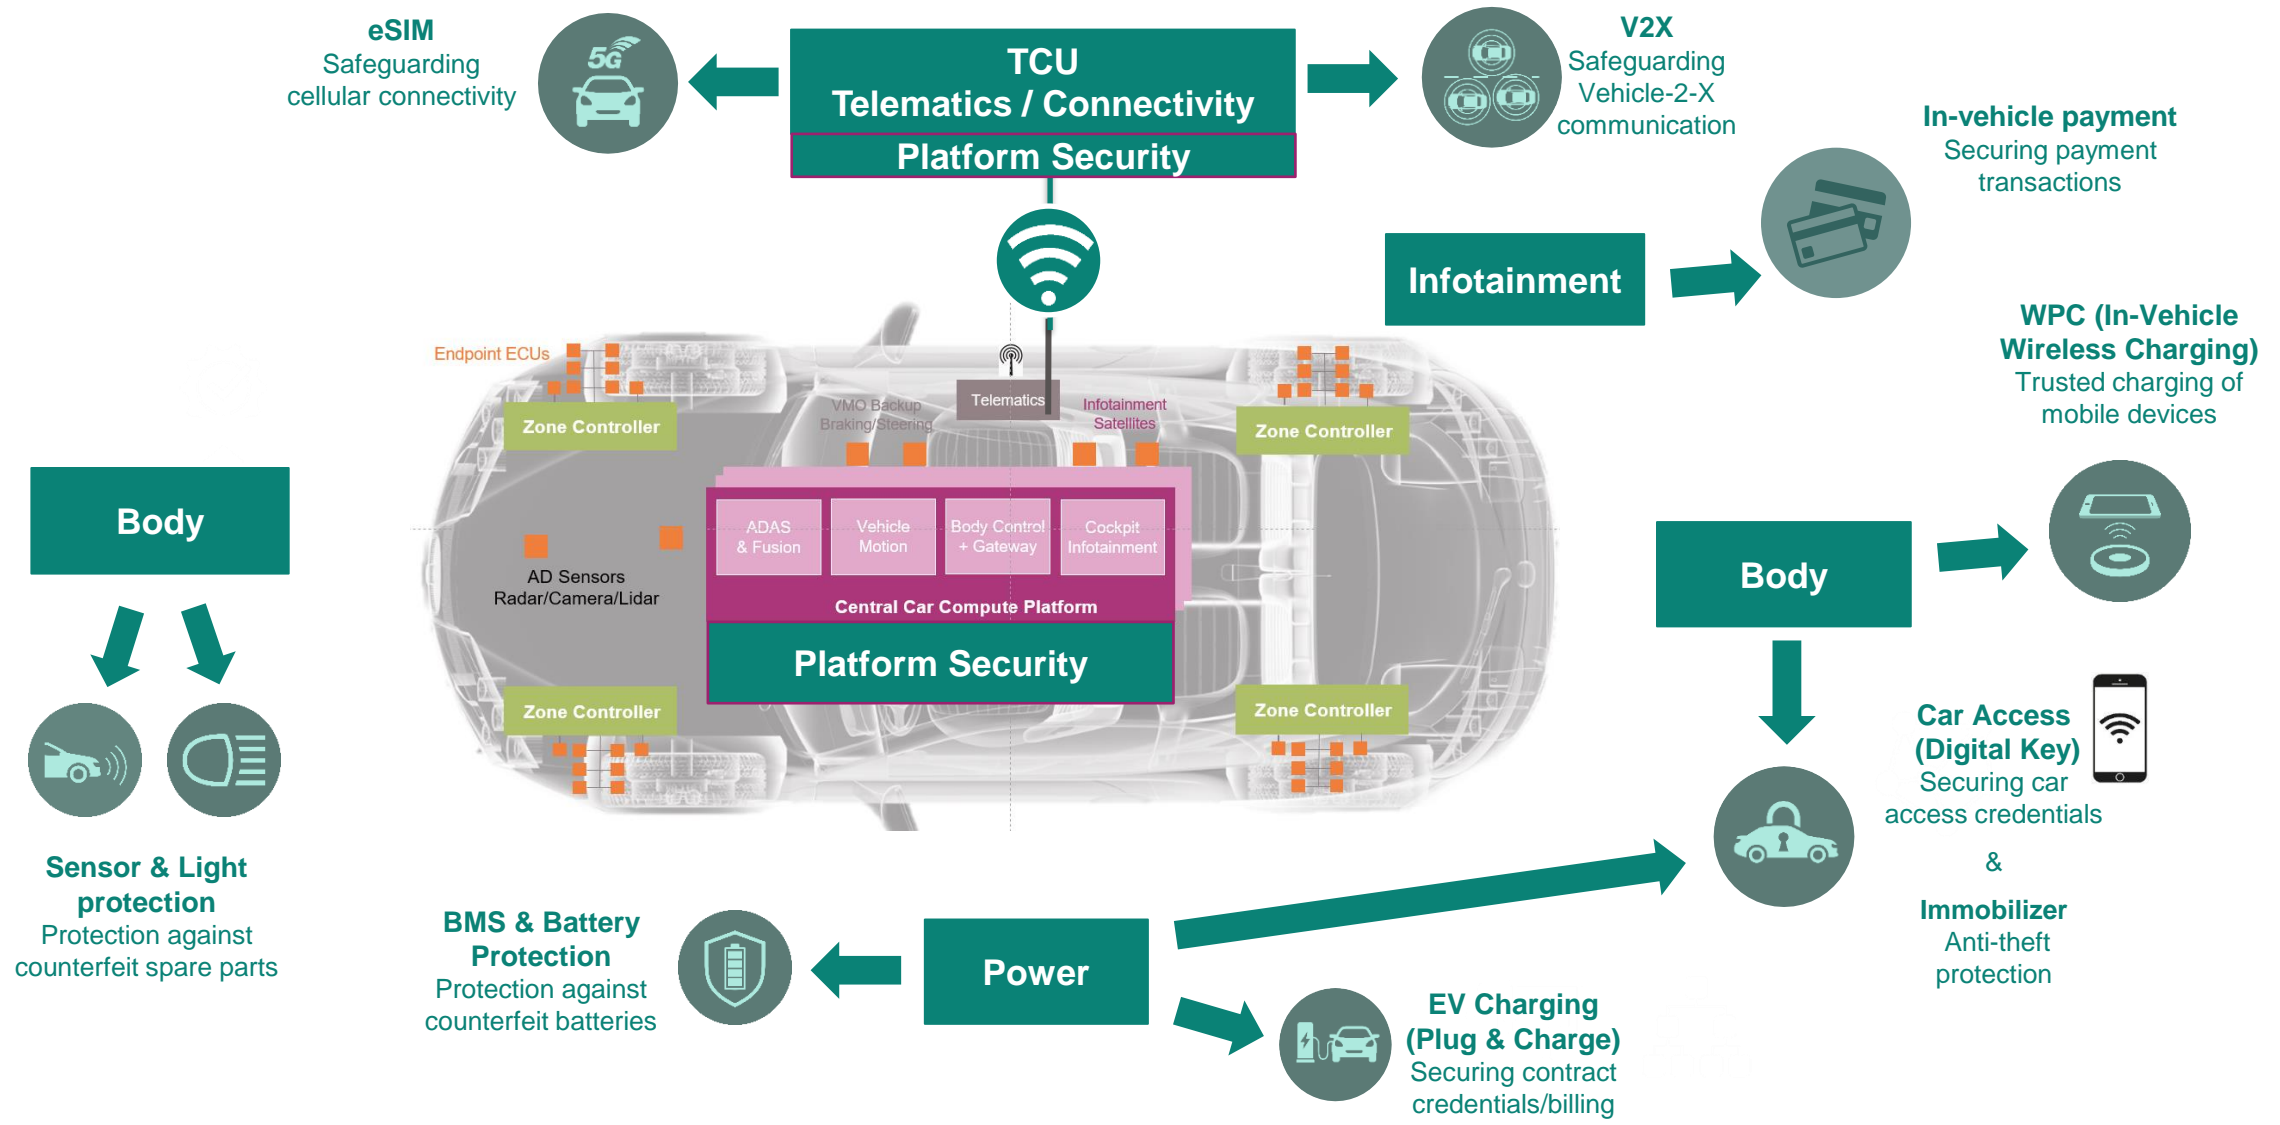 eSIM
Safeguarding
cellular connectivity
5G
TCU
Telematics / Connectivity
Platform Security
V2X
Safeguarding
Vehicle-2-X
communication
In-vehicle payment
Securing payment
transactions
Infotainment
WPC (In-Vehicle
Wireless Charging)
Trusted charging of
mobile devices
Endpoint ECUs
Zone Controller
VMO Backup
Braking/Steering
Telematics
Infotainment
Satellites
Zone Controller
Body
ADAS
& Fusion
Vehicle
Motion
Body Control
+ Gateway
Cockpit
Infotainment
AD Sensors
Radar/Camera/Lidar
Central Car Compute Platform
Platform Security
Body
Zone Controller
Zone Controller
Car Access
(Digital Key)
Securing car
access credentials
&
Immobilizer
Anti-theft
protection
Sensor & Light
protection
Protection against
counterfeit spare parts
BMS & Battery
Protection
Protection against
counterfeit batteries
Power
EV Charging
(Plug & Charge)
Securing contract
credentials/billing